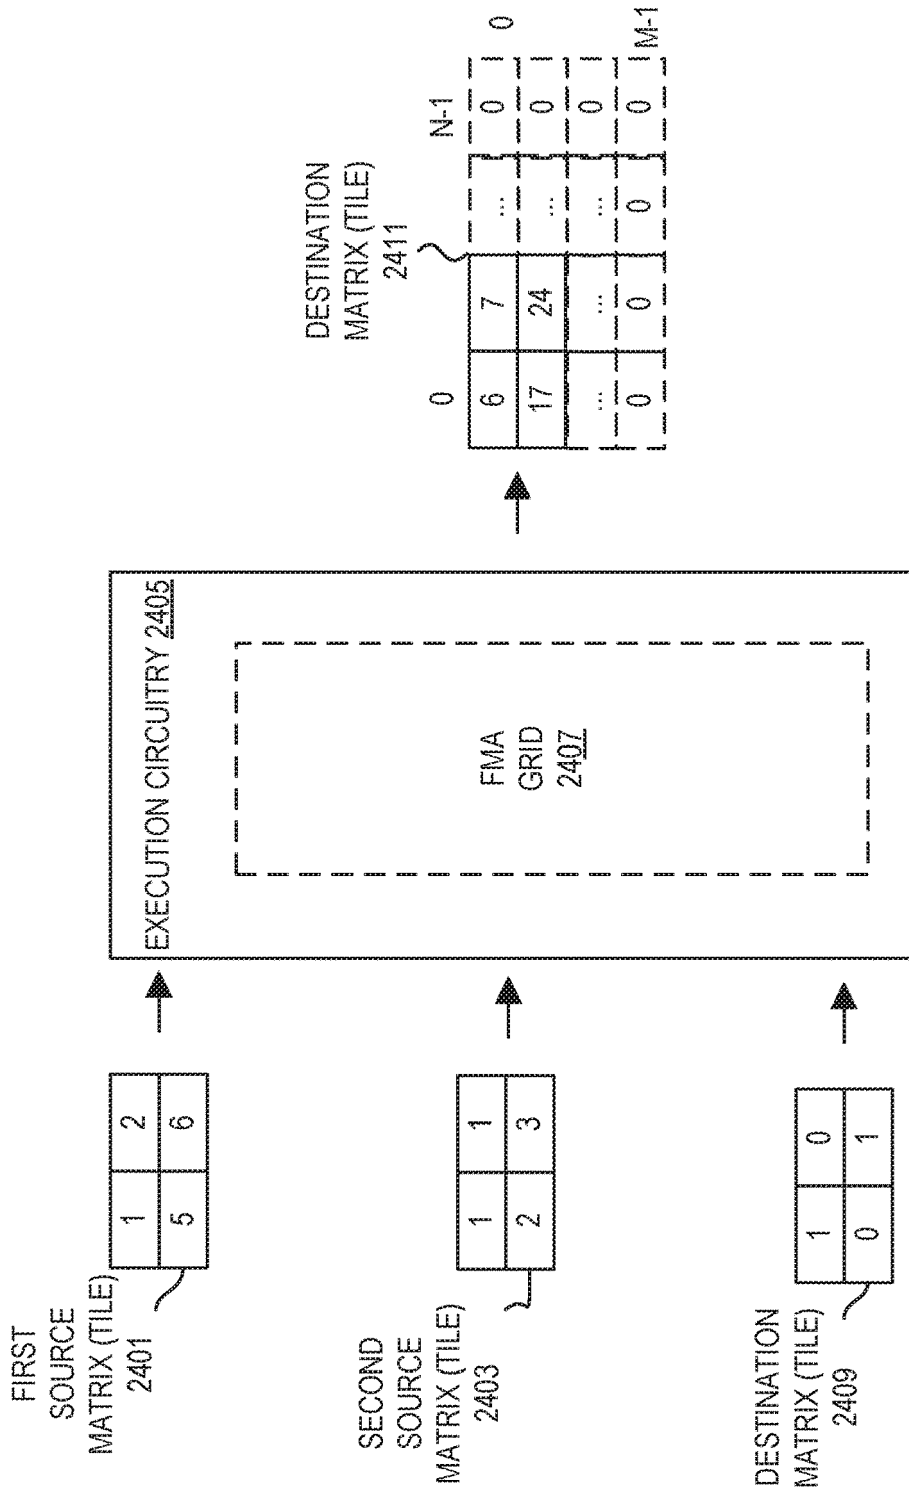 FIRST
SOURCE
MATRIX (TILE)
2401
1 2
5 6
SECOND
SOURCE
MATRIX (TILE)
2403
1 1
2 3
DESTINATION
MATRIX (TILE)
2409
1 0
0 1
EXECUTION CIRCUITRY 2405
FMA
GRID
2407
DESTINATION
MATRIX (TILE)
2411
0 N-1
6 7 ... 0 0
17 24 ... 0
... ... ... 0
0 0 0 0 M-1